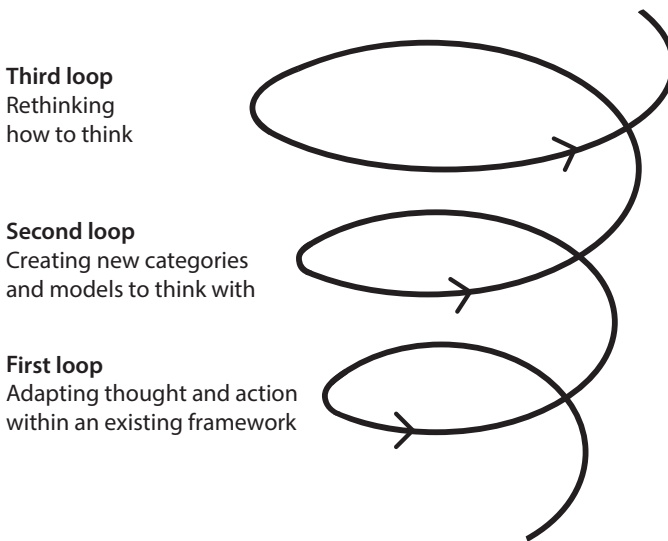 Third loop
Rethinking
how to think
Second loop
Creating new categories
and models to think with
First loop
Adapting thought and action
within an existing framework